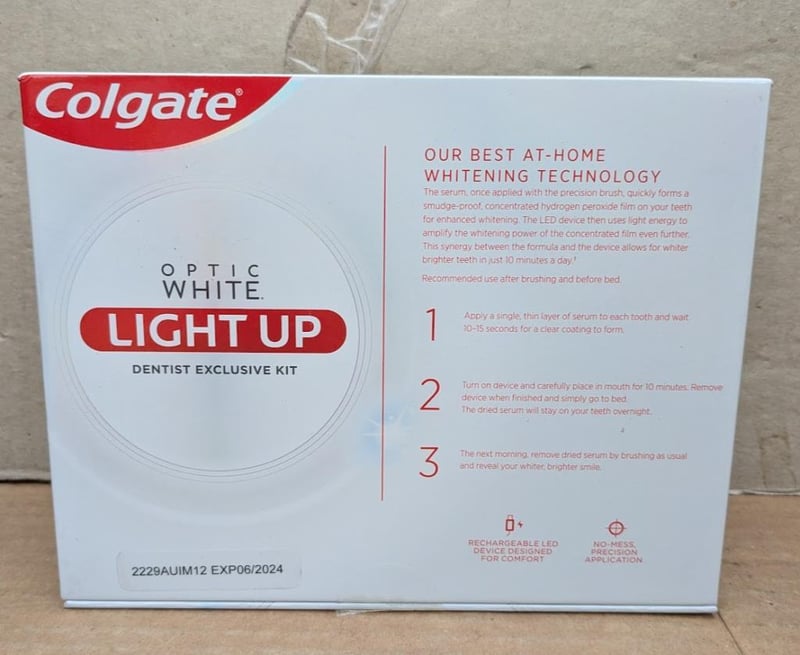 Colgate®
OPTIC
WHITE.
LIGHT UP
DENTIST EXCLUSIVE KIT
2229AUIM12 EXP06/2024
OUR BEST AT-HOME
WHITENING TECHNOLOGY
The serum, once applied with the precision brush, quickly forms a
smudge-proof, concentrated hydrogen peroxide film on your teeth
for enhanced whitening. The LED device then uses light energy to
amplify the whitening power of the concentrated film even further.
This synergy between the formula and the device allows for whiter
brighter teeth in just 10 minutes a day.†
Recommended use after brushing and before bed.
1
Apply a single, thin layer of serum to each tooth and wait
10-15 seconds for a clear coating to form.
2
Turn on device and carefully place in mouth for 10 minutes. Remove
device when finished and simply go to bed.
The dried serum will stay on your teeth overnight.
3
The next morning, remove dried serum by brushing as usual
and reveal your whiter, brighter smile.
RECHARGEABLE LED
DEVICE DESIGNED
FOR COMFORT
NO-MESS,
PRECISION
APPLICATION